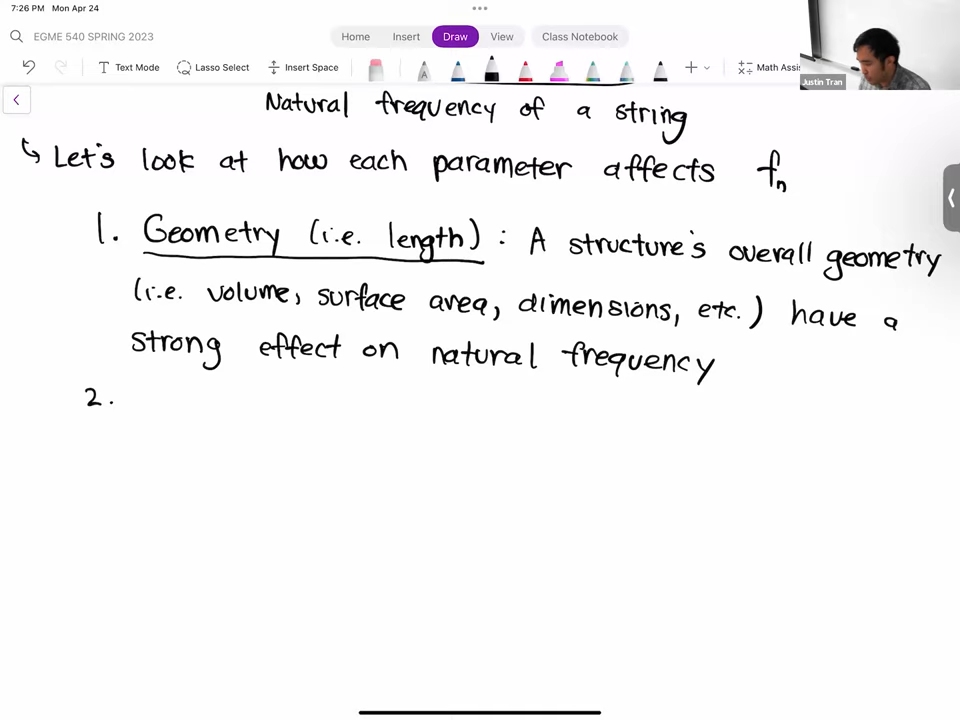 7:26 PM Mon Apr 24
EGME 540 SPRING 2023
Home Insert Draw View Class Notebook
Text Mode Lasso Select Insert Space Math Assis
Justin Tran
Natural frequency of a string
Let's look at how each parameter affects fn
1. Geometry (i.e. length) : A structure's overall geometry
(i.e. volume, surface area, dimensions, etc.) have a
strong effect on natural frequency
2.